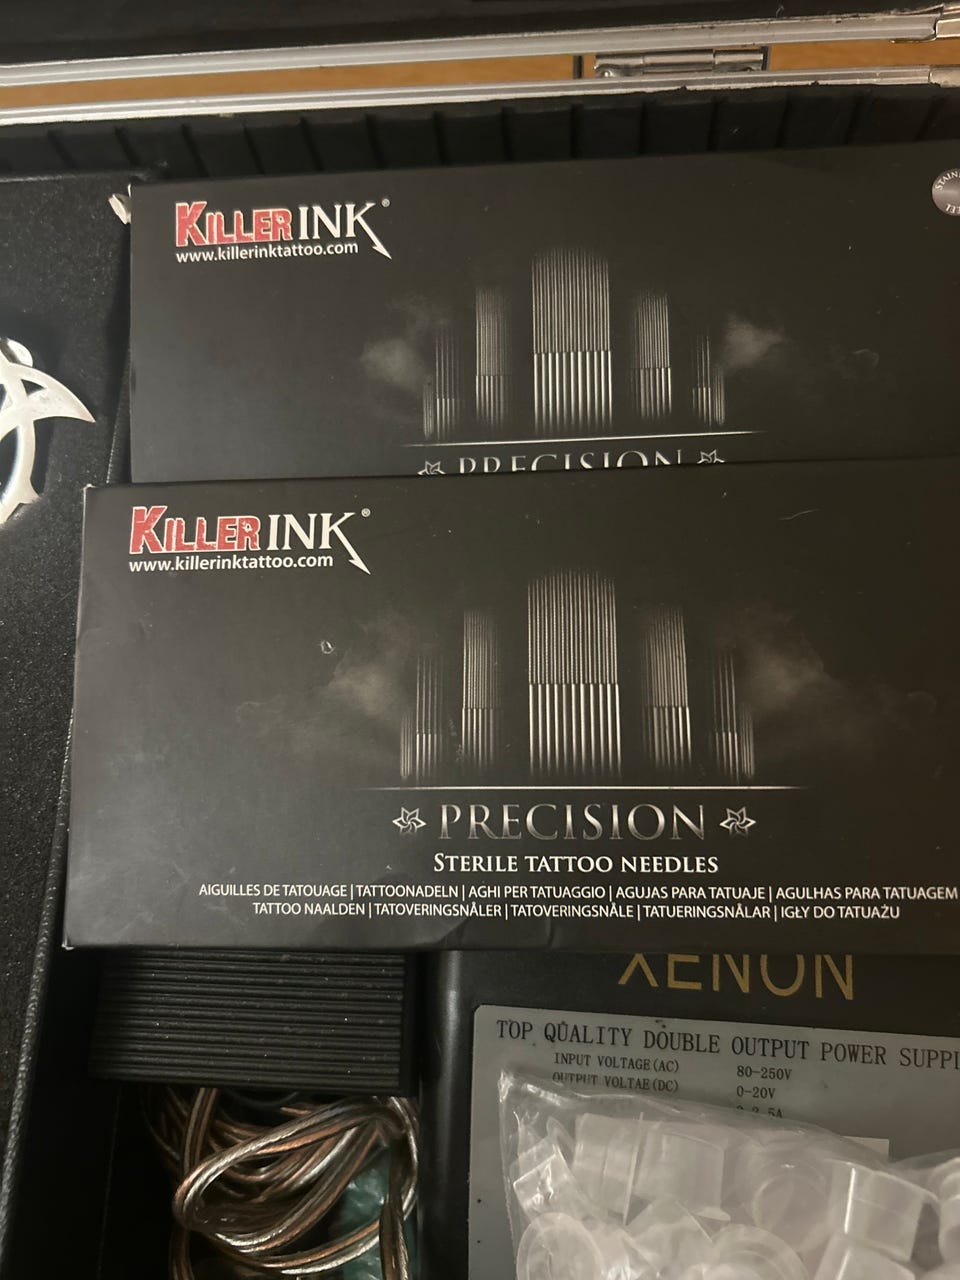 KILLER INK®
www.killerinktattoo.com
PRECISION
KILLER INK®
www.killerinktattoo.com
PRECISION
STERILE TATTOO NEEDLES
AIGUILLES DE TATOUAGE | TATTOONADELN | AGHI PER TATUAGGIO | AGUJAS PARA TATUAJE | AGULHAS PARA TATUAGEM
TATTOO NAALDEN | TATOVERINGSNÅLER | TATOVERINGSNÅLE | TATUERINGSNÅLAR | IGŁY DO TATUAŻU
XENON
TOP QUALITY DOUBLE OUTPUT POWER
INPUT VOLTAGE(AC) 80-250V
OUTPUT VOLTAE(DC) 0-20V